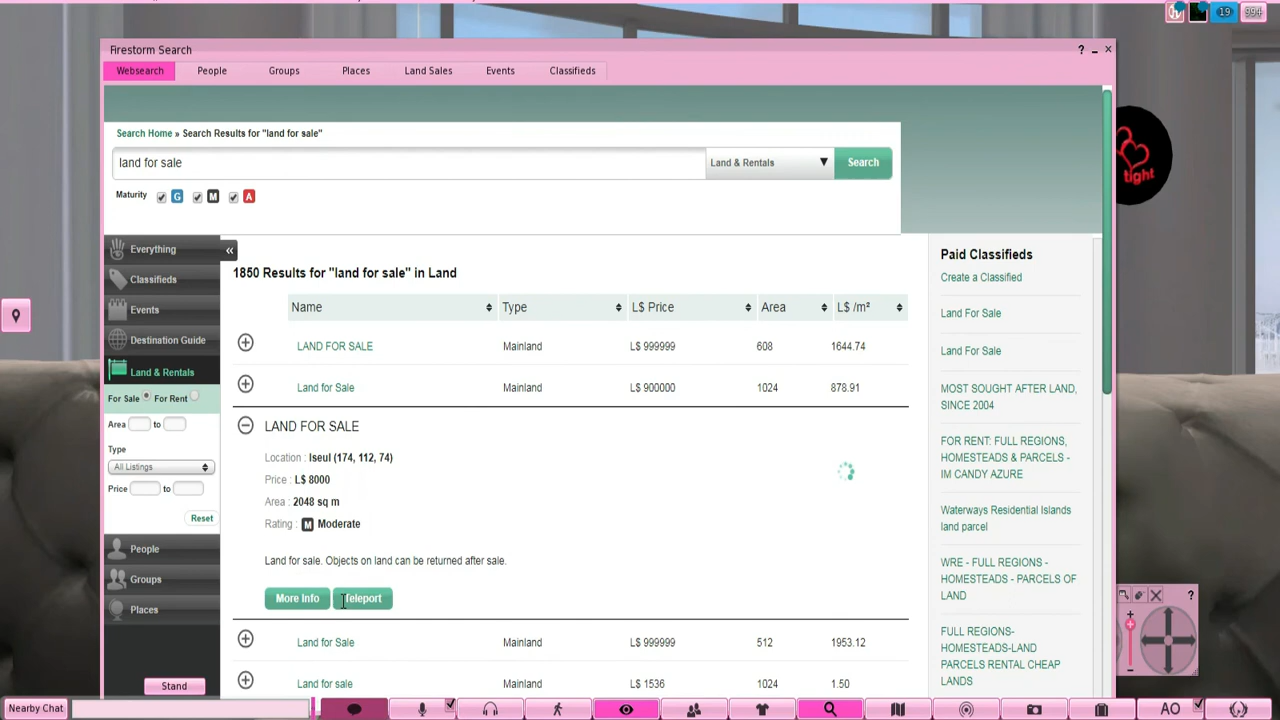 19
994
Firestorm Search
?
Websearch People Groups Places Land Sales Events Classifieds
Search Home » Search Results for "land for sale"
land for sale
Land & Rentals
Search
Maturity G M A
tight
Everything
Classifieds
Events
Destination Guide
Land & Rentals
For Sale For Rent
Area to
Type
All Listings
Price to
Reset
People
Groups
Places
Stand
«
1850 Results for "land for sale" in Land
Name Type L$ Price Area L$ /m²
LAND FOR SALE Mainland L$ 999999 608 1644.74
Land for Sale Mainland L$ 900000 1024 878.91
LAND FOR SALE
Location : Iseul (174, 112, 74)
Price : L$ 8000
Area : 2048 sq m
Rating : M Moderate
Land for sale. Objects on land can be returned after sale.
More Info Teleport
Land for Sale Mainland L$ 999999 512 1953.12
Land for sale Mainland L$ 1536 1024 1.50
Paid Classifieds
Create a Classified
Land For Sale
Land For Sale
MOST SOUGHT AFTER LAND,
SINCE 2004
FOR RENT: FULL REGIONS,
HOMESTEADS & PARCELS -
IM CANDY AZURE
Waterways Residential Islands
land parcel
WRE - FULL REGIONS -
HOMESTEADS - PARCELS OF
LAND
FULL REGIONS-
HOMESTEADS-LAND
PARCELS RENTAL CHEAP
LANDS
?
Nearby Chat
AO